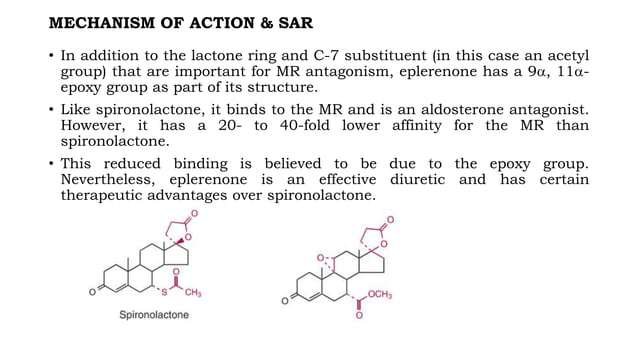 MECHANISM OF ACTION & SAR
• In addition to the lactone ring and C-7 substituent (in this case an acetyl
group) that are important for MR antagonism, eplerenone has a 9α, 11α-
epoxy group as part of its structure.
• Like spironolactone, it binds to the MR and is an aldosterone antagonist.
However, it has a 20- to 40-fold lower affinity for the MR than
spironolactone.
• This reduced binding is believed to be due to the epoxy group.
Nevertheless, eplerenone is an effective diuretic and has certain
therapeutic advantages over spironolactone.
O
O
O
O
S
CH₃
Spironolactone
O
O
O
O
OCH₃
O